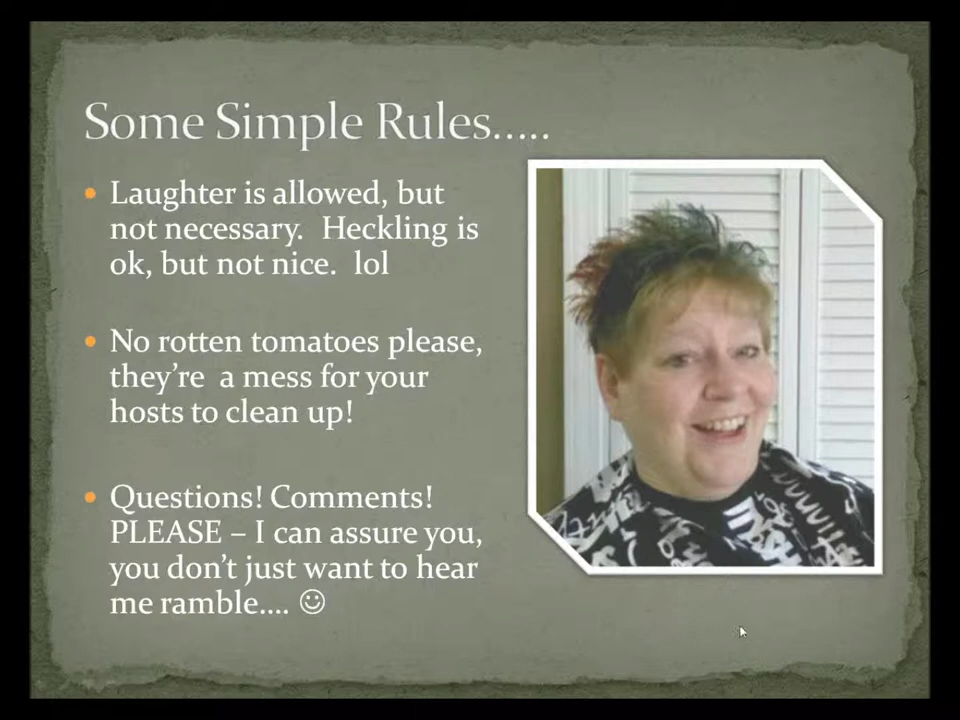 Some Simple Rules.....
Laughter is allowed, but
not necessary.  Heckling is
ok, but not nice.  lol
No rotten tomatoes please,
they’re  a mess for your
hosts to clean up!
Questions! Comments!
PLEASE – I can assure you,
you don’t just want to hear
me ramble.... ☺